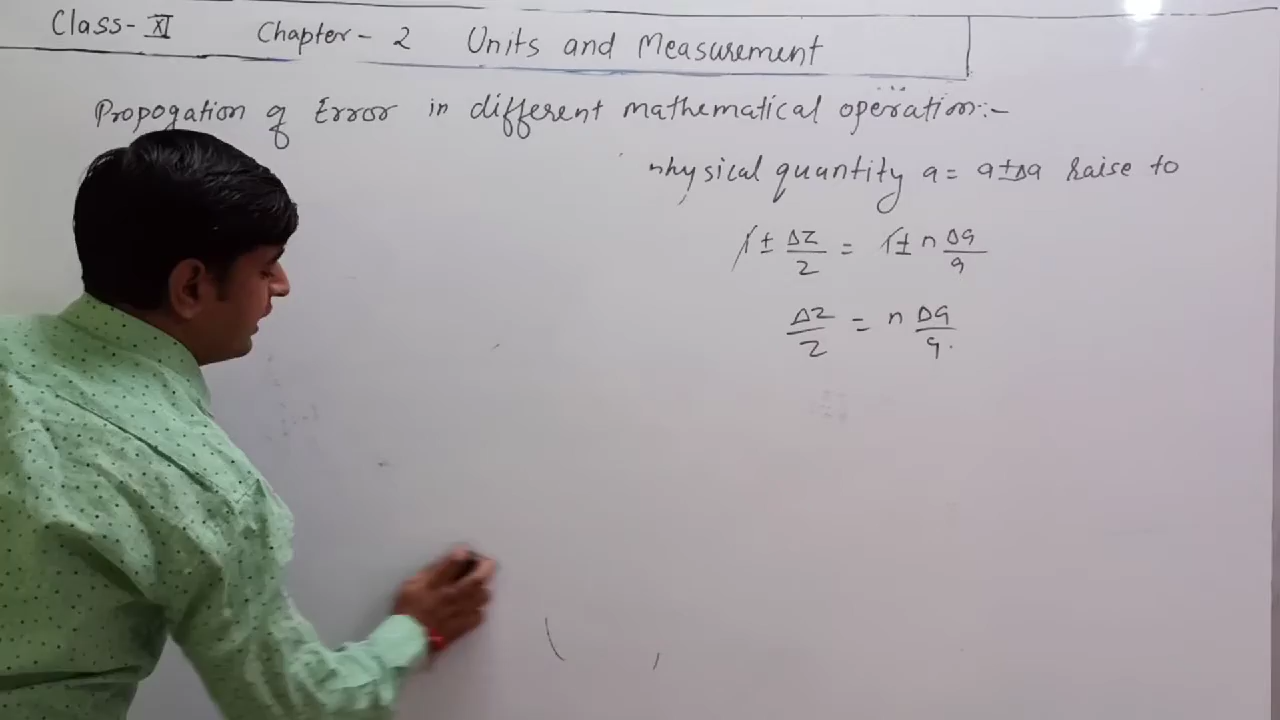 Class-XI Chapter-2 Units and Measurement
Propogation of Error in different mathematical operation:-
physical quantity a = a±Δa raise to
1 ± ΔZ/Z = 1 ± n Δa/a
ΔZ/Z = n Δa/a.